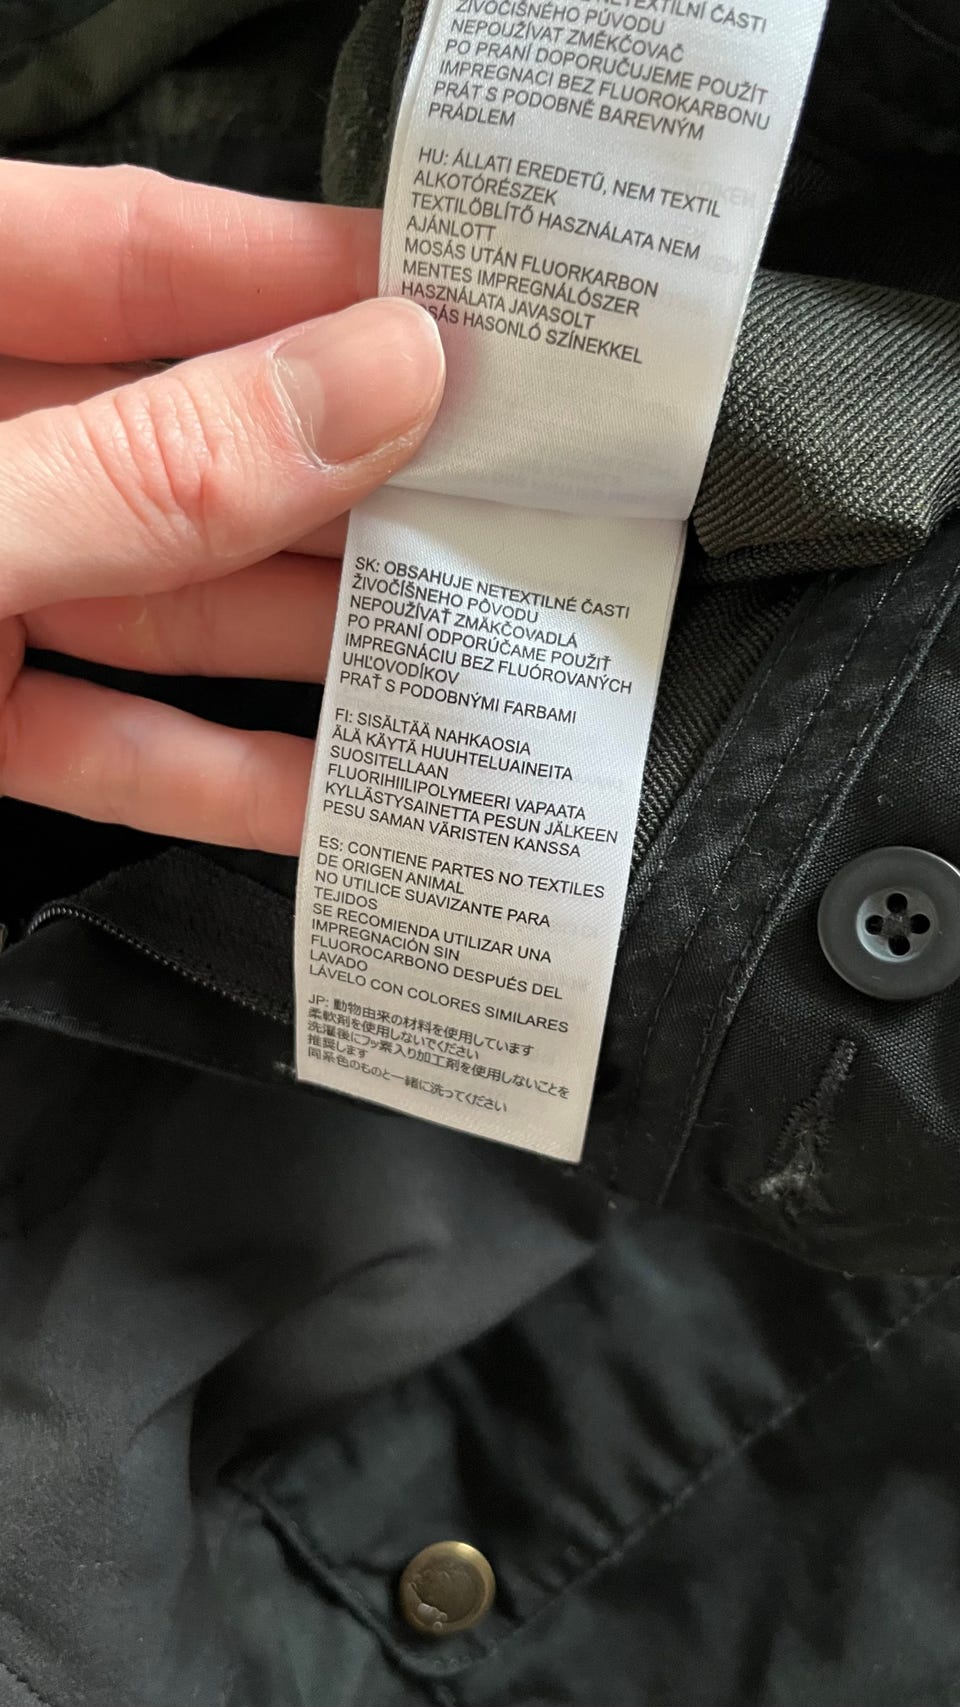 NETEXTILNÍ ČASTI
ŽIVOČIŠNÉHO PŮVODU
NEPOUŽÍVAT ZMĚKČOVAČ
PO PRANÍ DOPORUČUJEME POUŽÍT
IMPREGNACI BEZ FLUOROKARBONU
PRÁT S PODOBNĚ BAREVNÝM
PRÁDLEM
HU: ÁLLATI EREDETŰ, NEM TEXTIL
ALKOTÓRÉSZEK
TEXTILÖBLÍTŐ HASZNÁLATA NEM
AJÁNLOTT
MOSÁS UTÁN FLUORKARBON
MENTES IMPREGNÁLÓSZER
HASZNÁLATA JAVASOLT
HASONLÓ SZÍNEKKEL
SK: OBSAHUJE NETEXTILNÉ ČASTI
ŽIVOČÍŠNEHO PÔVODU
NEPOUŽÍVAŤ ZMÄKČOVADLÁ
PO PRANÍ ODPORÚČAME POUŽIŤ
IMPREGNÁCIU BEZ FLUÓROVANÝCH
UHĽOVODÍKOV
PRAŤ S PODOBNÝMI FARBAMI
FI: SISÄLTÄÄ NAHKAOSIA
ÄLÄ KÄYTÄ HUUHTELUAINEITA
SUOSITELLAAN
FLUORIHIILIPOLYMEERI VAPAATA
KYLLÄSTYSAINETTA PESUN JÄLKEEN
PESU SAMAN VÄRISTEN KANSSA
ES: CONTIENE PARTES NO TEXTILES
DE ORIGEN ANIMAL
NO UTILICE SUAVIZANTE PARA
TEJIDOS
SE RECOMIENDA UTILIZAR UNA
IMPREGNACIÓN SIN
FLUOROCARBONO DESPUÉS DEL
LAVADO
LÁVELO CON COLORES SIMILARES
JP: 動物由来の材料を使用しています
柔軟剤を使用しないでください
洗濯後にフッ素入り加工剤を使用しないことを
推奨します
同系色のものと一緒に洗ってください